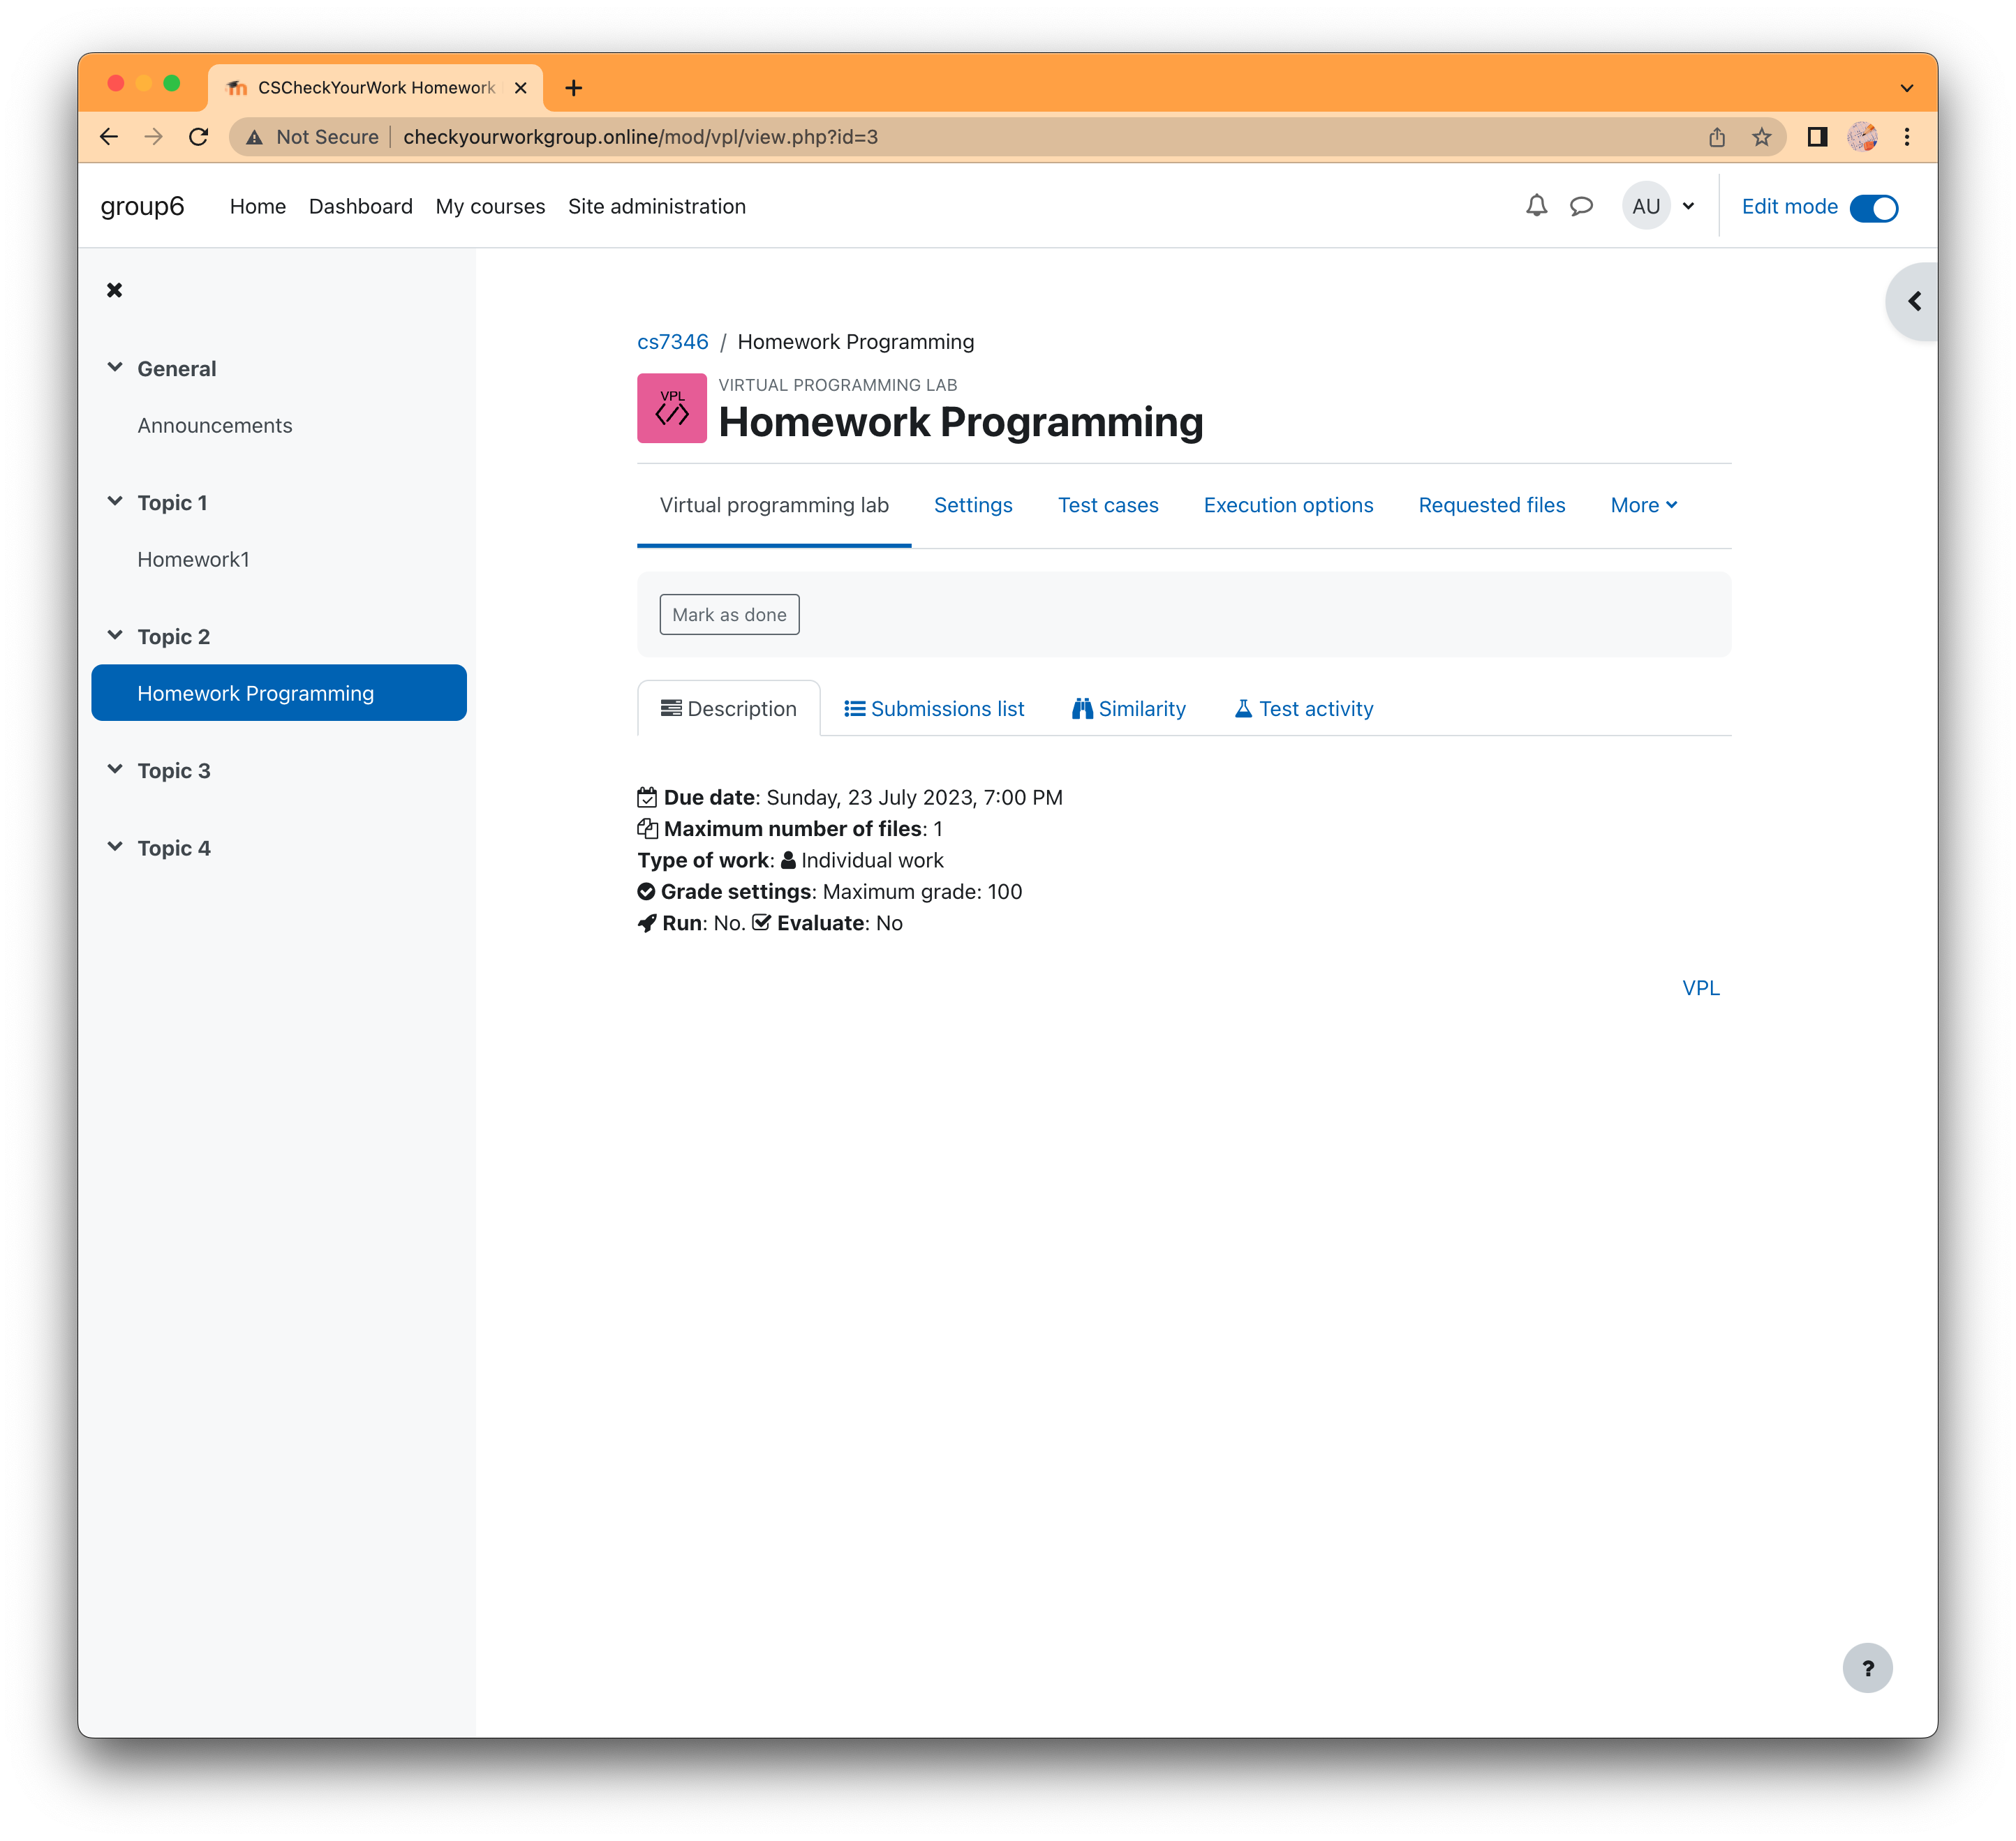 CSCheckYourWork Homework
Not Secure checkyourworkgroup.online/mod/vpl/view.php?id=3
group6 Home Dashboard My courses Site administration AU Edit mode
General
Announcements
Topic 1
Homework1
Topic 2
Homework Programming
Topic 3
Topic 4
cs7346 / Homework Programming
VPL
VIRTUAL PROGRAMMING LAB
Homework Programming
Virtual programming lab Settings Test cases Execution options Requested files More
Mark as done
Description Submissions list Similarity Test activity
Due date: Sunday, 23 July 2023, 7:00 PM
Maximum number of files: 1
Type of work: Individual work
Grade settings: Maximum grade: 100
Run: No. Evaluate: No
VPL
?